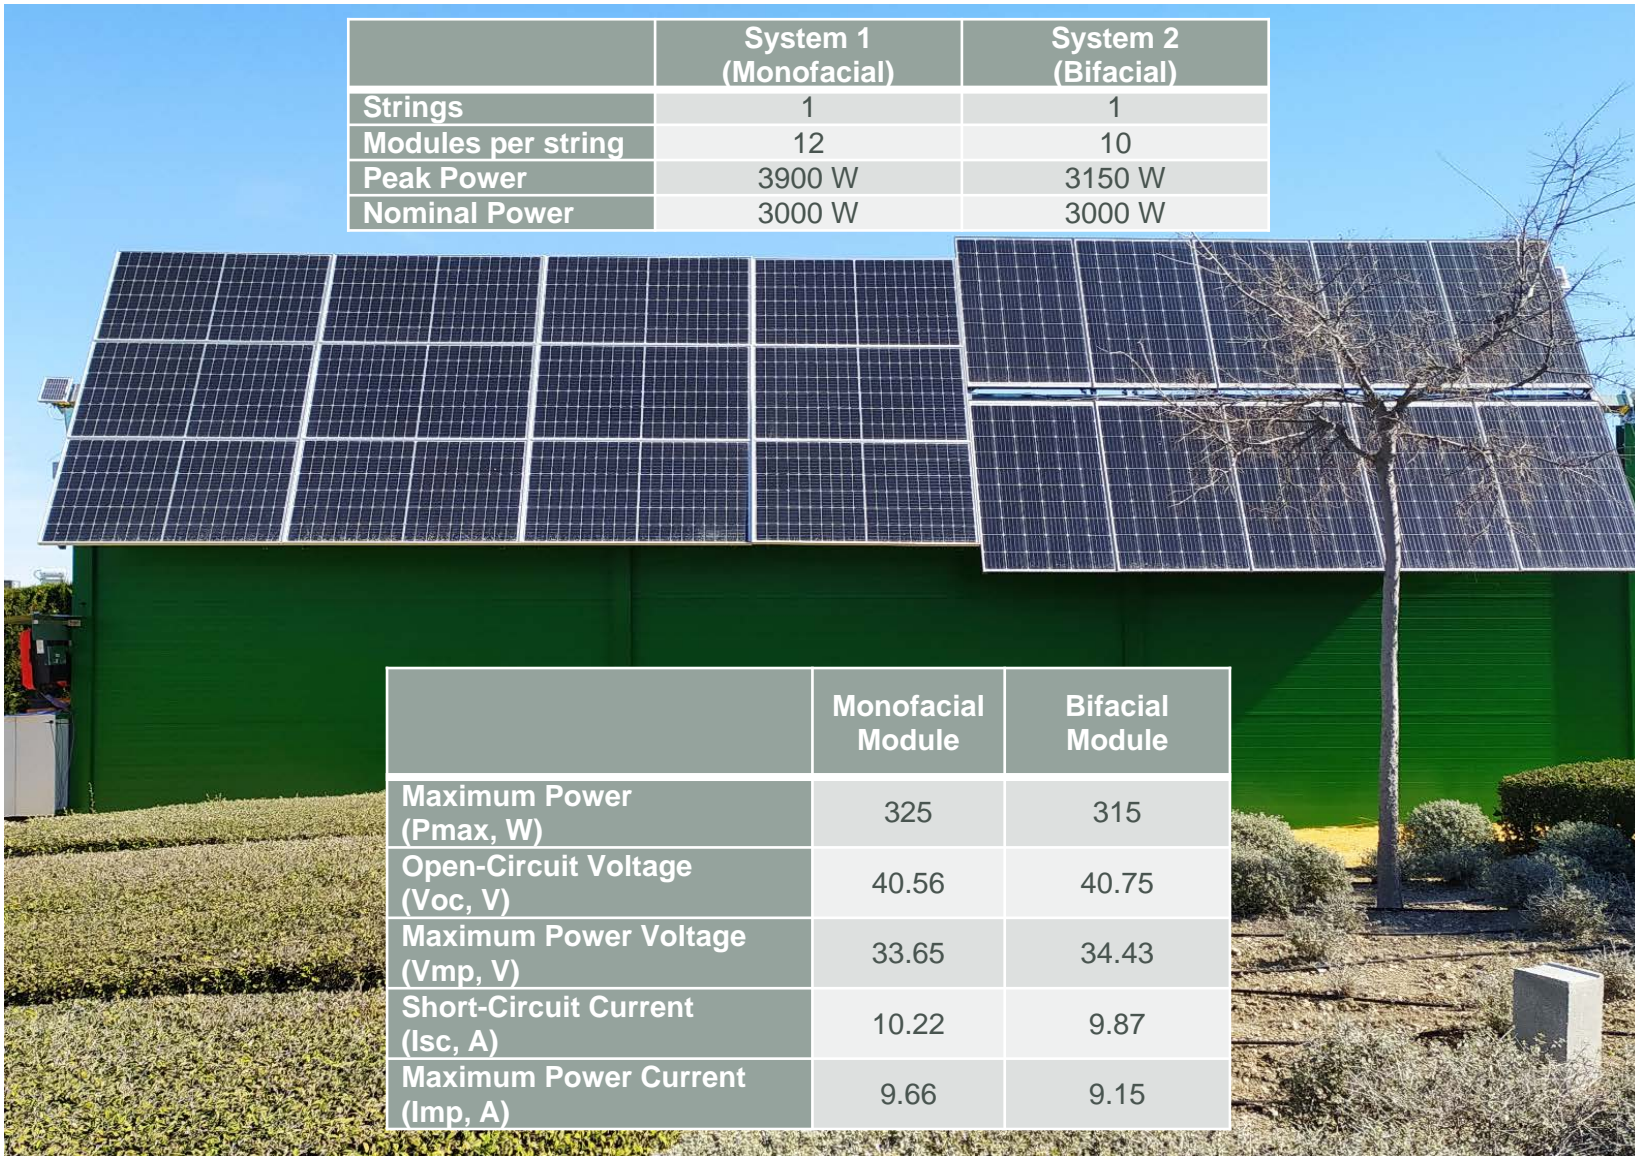 System 1 System 2
(Monofacial) (Bifacial)
Strings 1 1
Modules per string 12 10
Peak Power 3900 W 3150 W
Nominal Power 3000 W 3000 W
Monofacial Bifacial
Module Module
Maximum Power
(Pmax, W) 325 315
Open-Circuit Voltage
(Voc, V) 40.56 40.75
Maximum Power Voltage
(Vmp, V) 33.65 34.43
Short-Circuit Current
(Isc, A) 10.22 9.87
Maximum Power Current
(Imp, A) 9.66 9.15